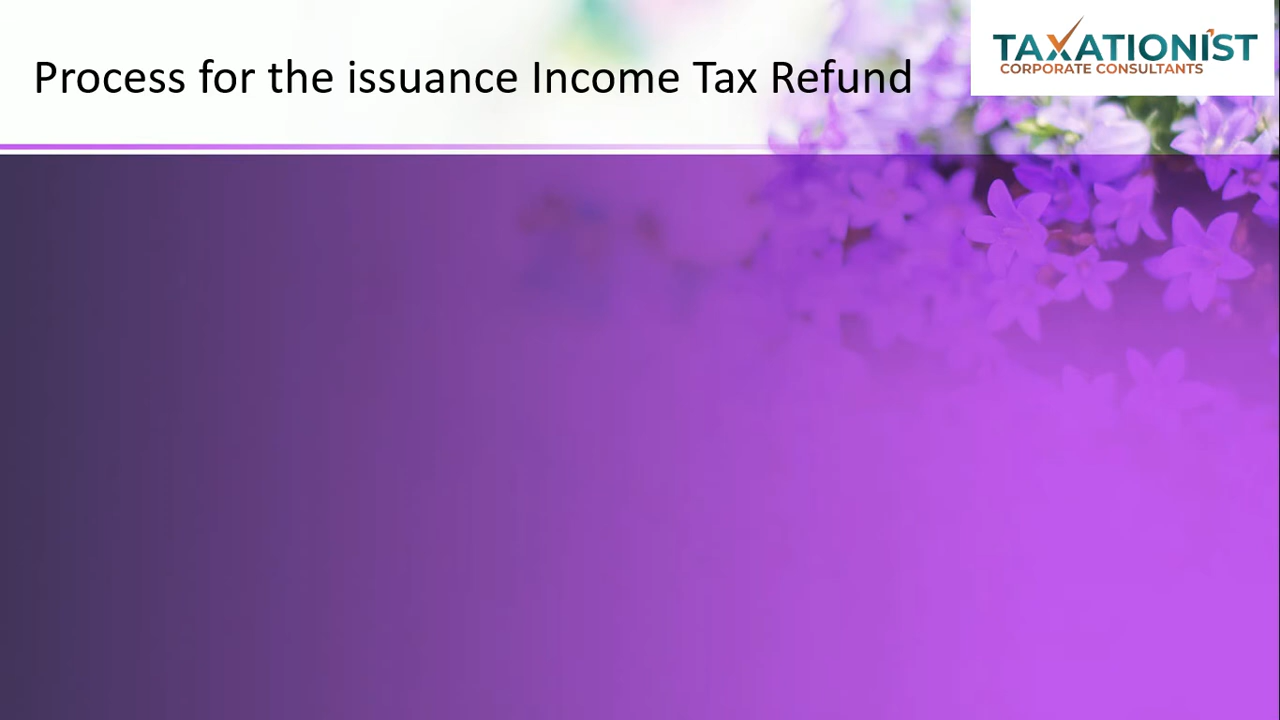 Process for the issuance Income Tax Refund
TAXATIONIST
CORPORATE CONSULTANTS